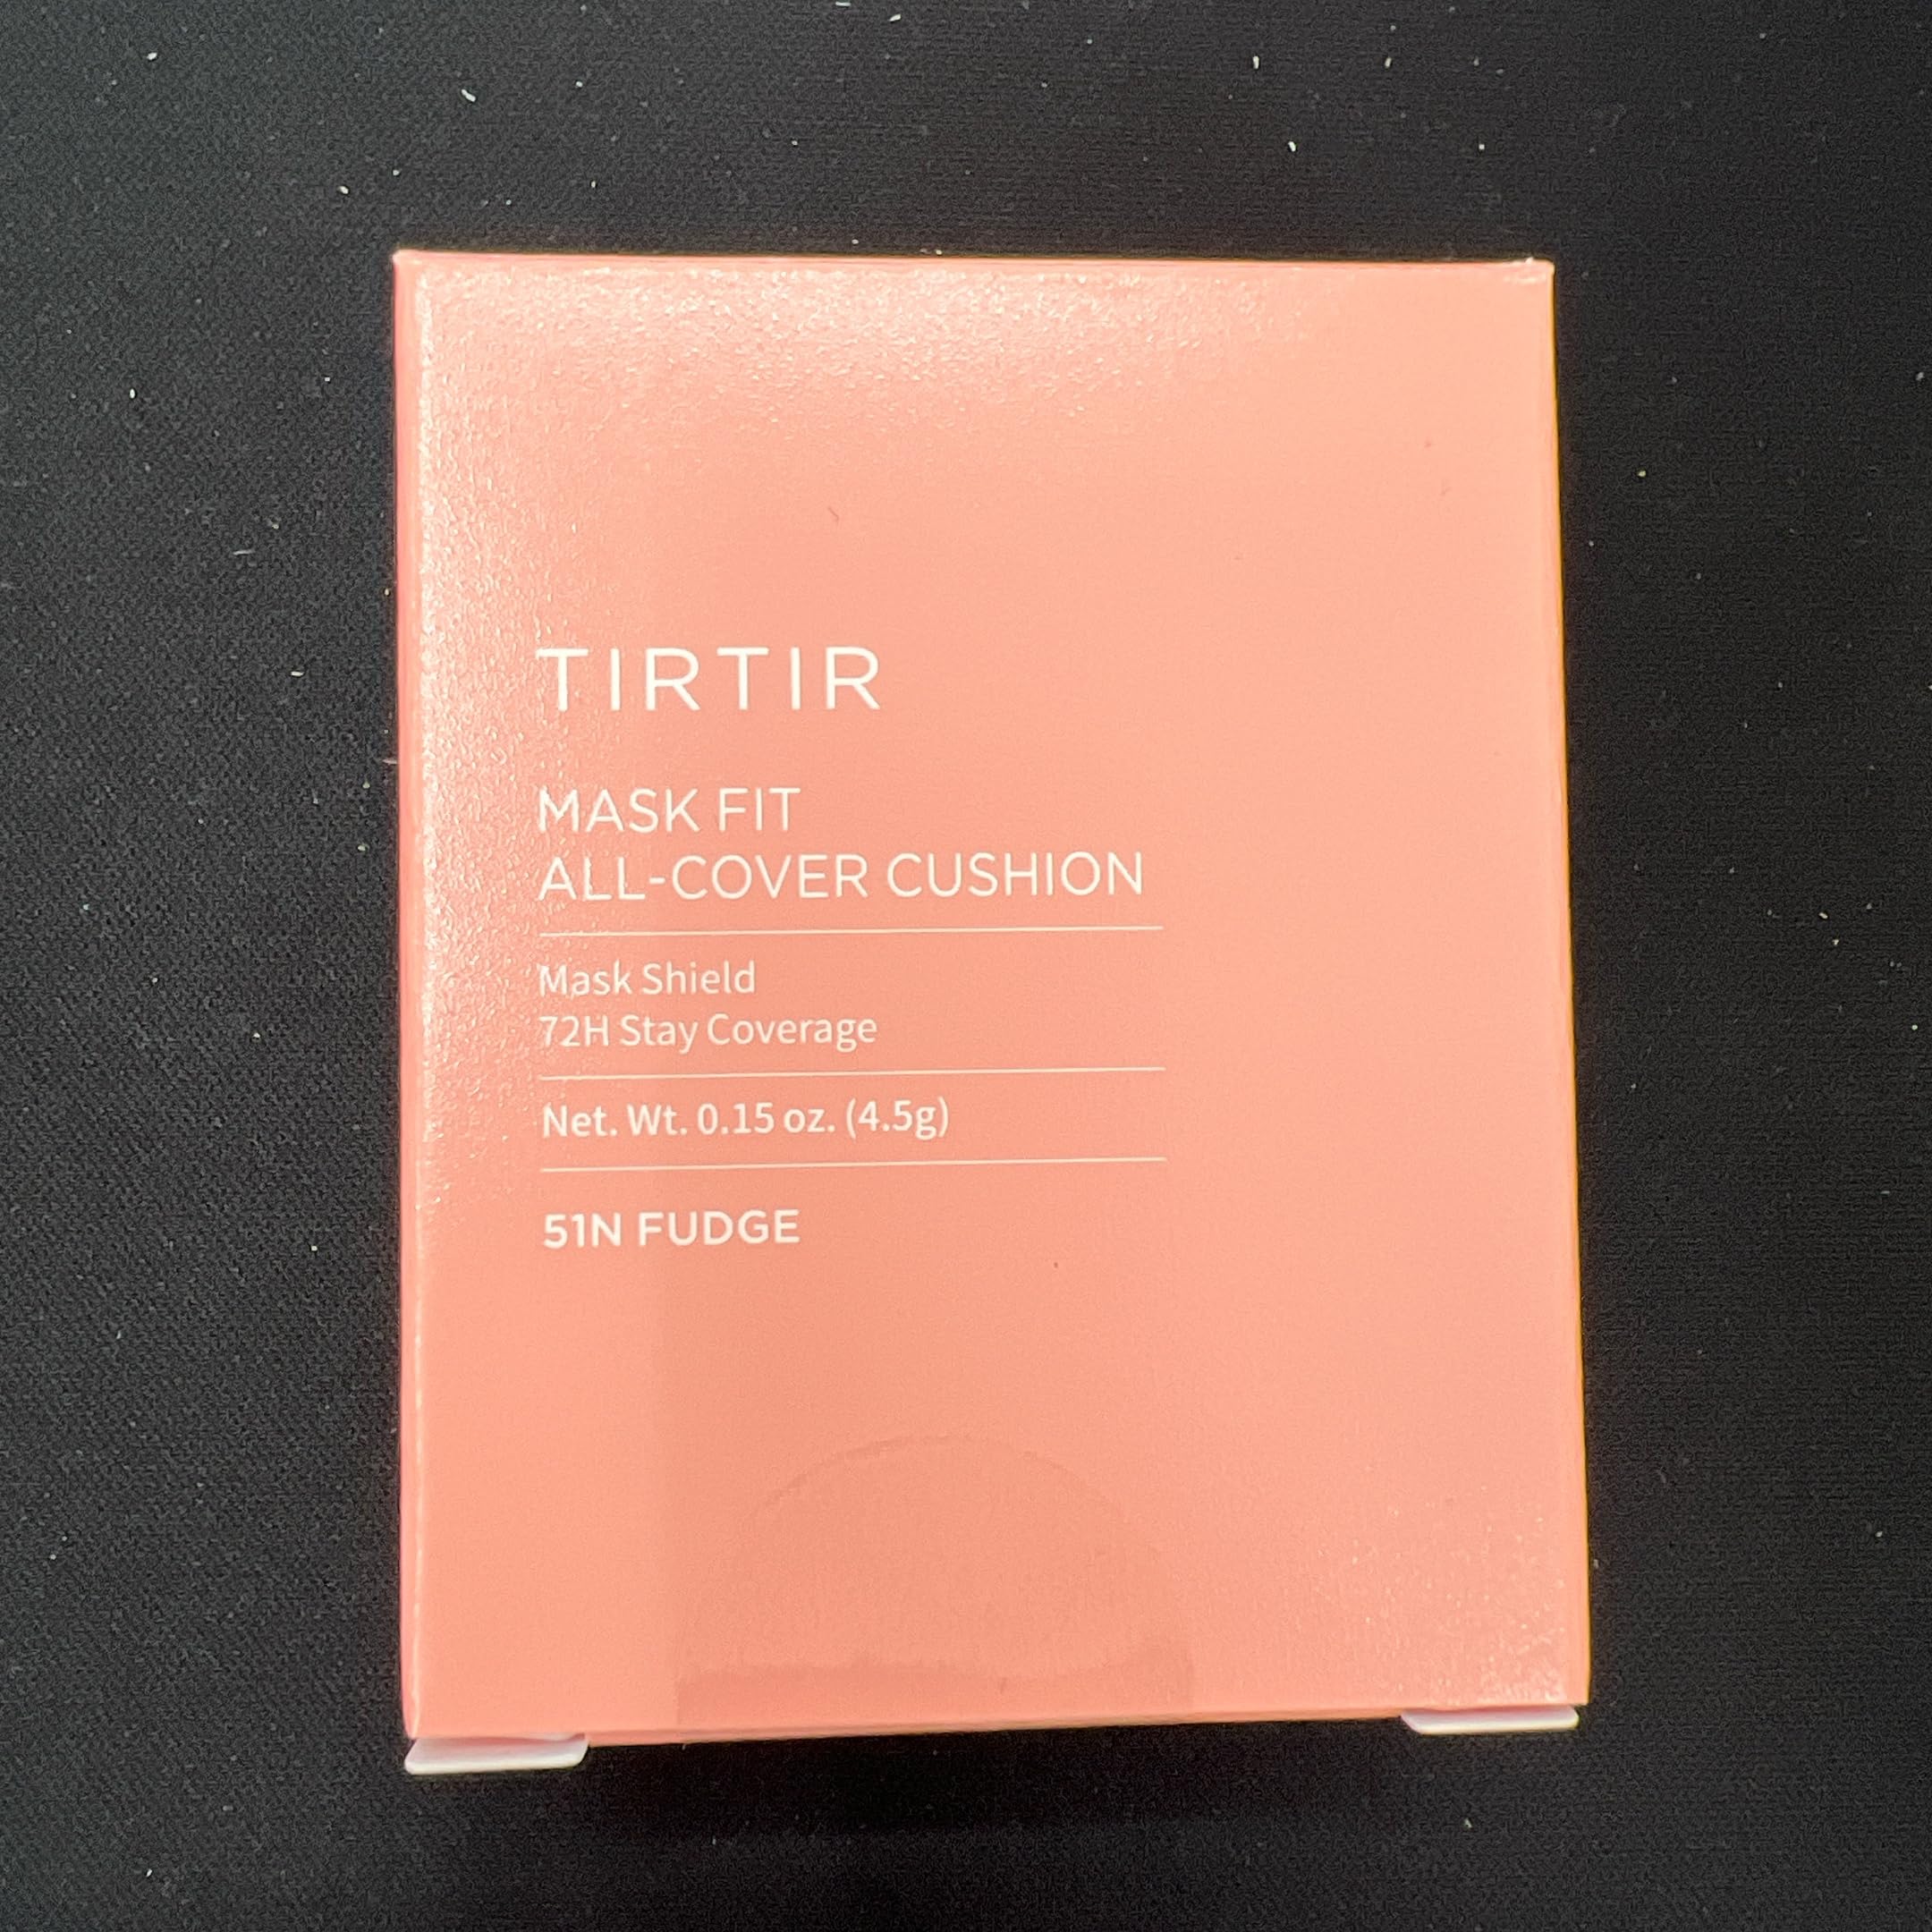 TIRTIR
MASK FIT
ALL-COVER CUSHION
Mask Shield
72H Stay Coverage
Net. Wt. 0.15 oz. (4.5g)
51N FUDGE